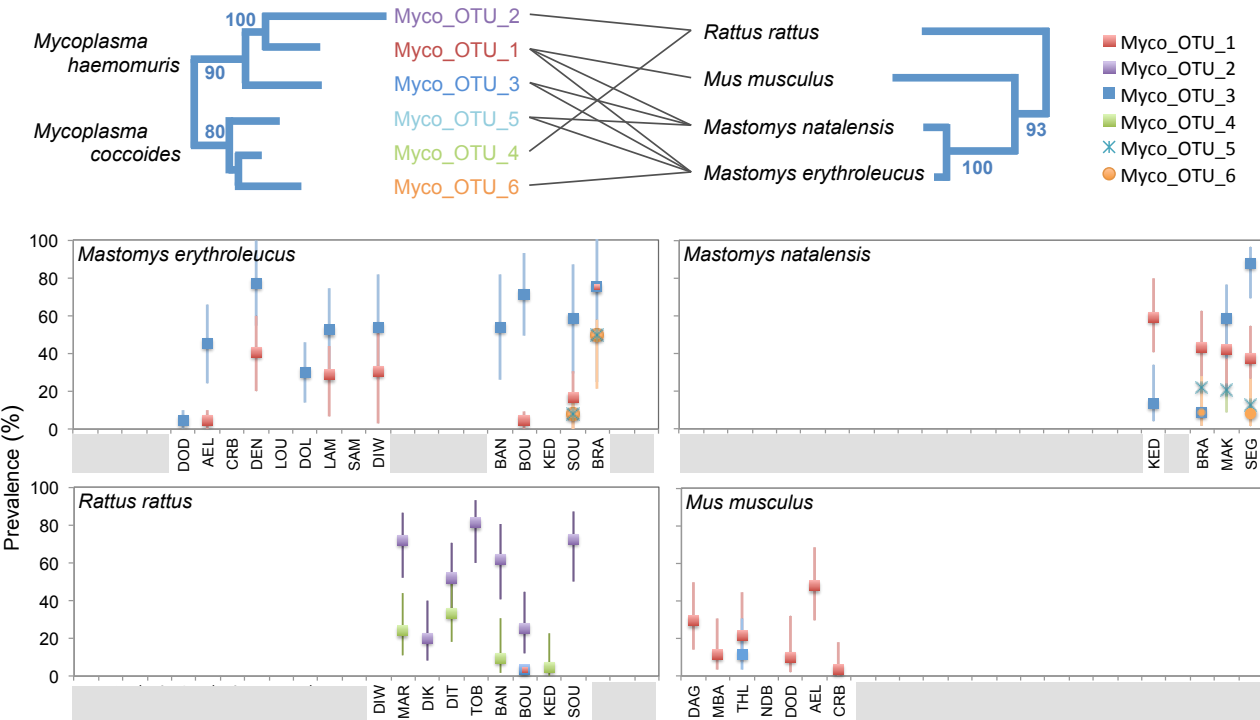 Mycoplasma
haemomuris
Mycoplasma
coccoides
100
90
80
Myco_OTU_2
Myco_OTU_1
Myco_OTU_3
Myco_OTU_5
Myco_OTU_4
Myco_OTU_6
Rattus rattus
Mus musculus
Mastomys natalensis
Mastomys erythroleucus
93
100
Myco_OTU_1
Myco_OTU_2
Myco_OTU_3
Myco_OTU_4
Myco_OTU_5
Myco_OTU_6
Prevalence (%)
Mastomys erythroleucus
100
80
60
40
20
0
DOD AEL CRB DEN LOU DOL LAM SAM DIW BAN BOU KED SOU BRA
Mastomys natalensis
KED BRA MAK SEG
Rattus rattus
100
80
60
40
20
0
DIW MAR DIK DIT TOB BAN BOU KED SOU
Mus musculus
DAG MBA THL NDB DOD AEL CRB